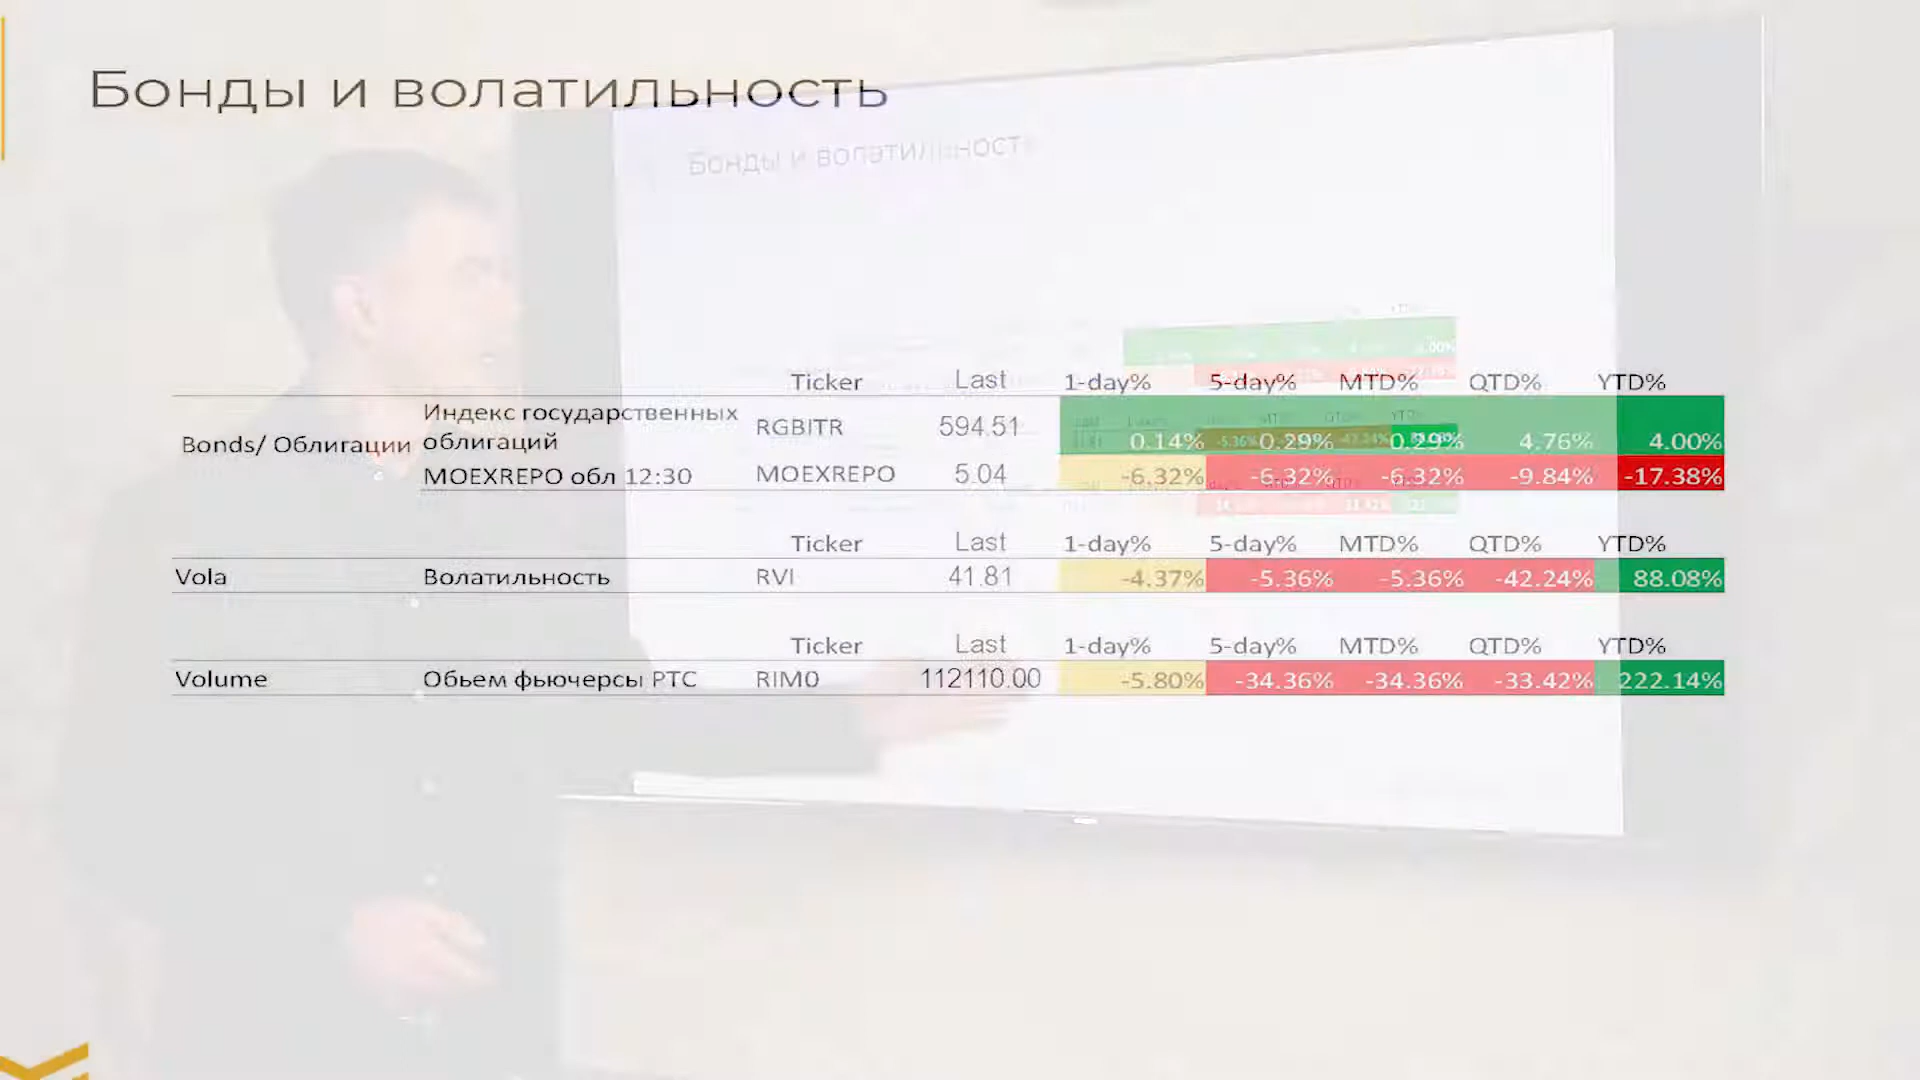 Бонды и волатильность
Бонды и волатильность
Ticker Last 1-day% 5-day% MTD% QTD% YTD%
Bonds/ Облигации Индекс государственных облигаций RGBITR 594.51 0.14% 0.29% 0.29% 4.76% 4.00%
MOEXREPO обл 12:30 MOEXREPO 5.04 -6.32% -6.32% -6.32% -9.84% -17.38%
Ticker Last 1-day% 5-day% MTD% QTD% YTD%
Vola Волатильность RVI 41.81 -4.37% -5.36% -5.36% -42.24% 88.08%
Ticker Last 1-day% 5-day% MTD% QTD% YTD%
Volume Обьем фьючерсы РТС RIM0 112110.00 -5.80% -34.36% -34.36% -33.42% 222.14%